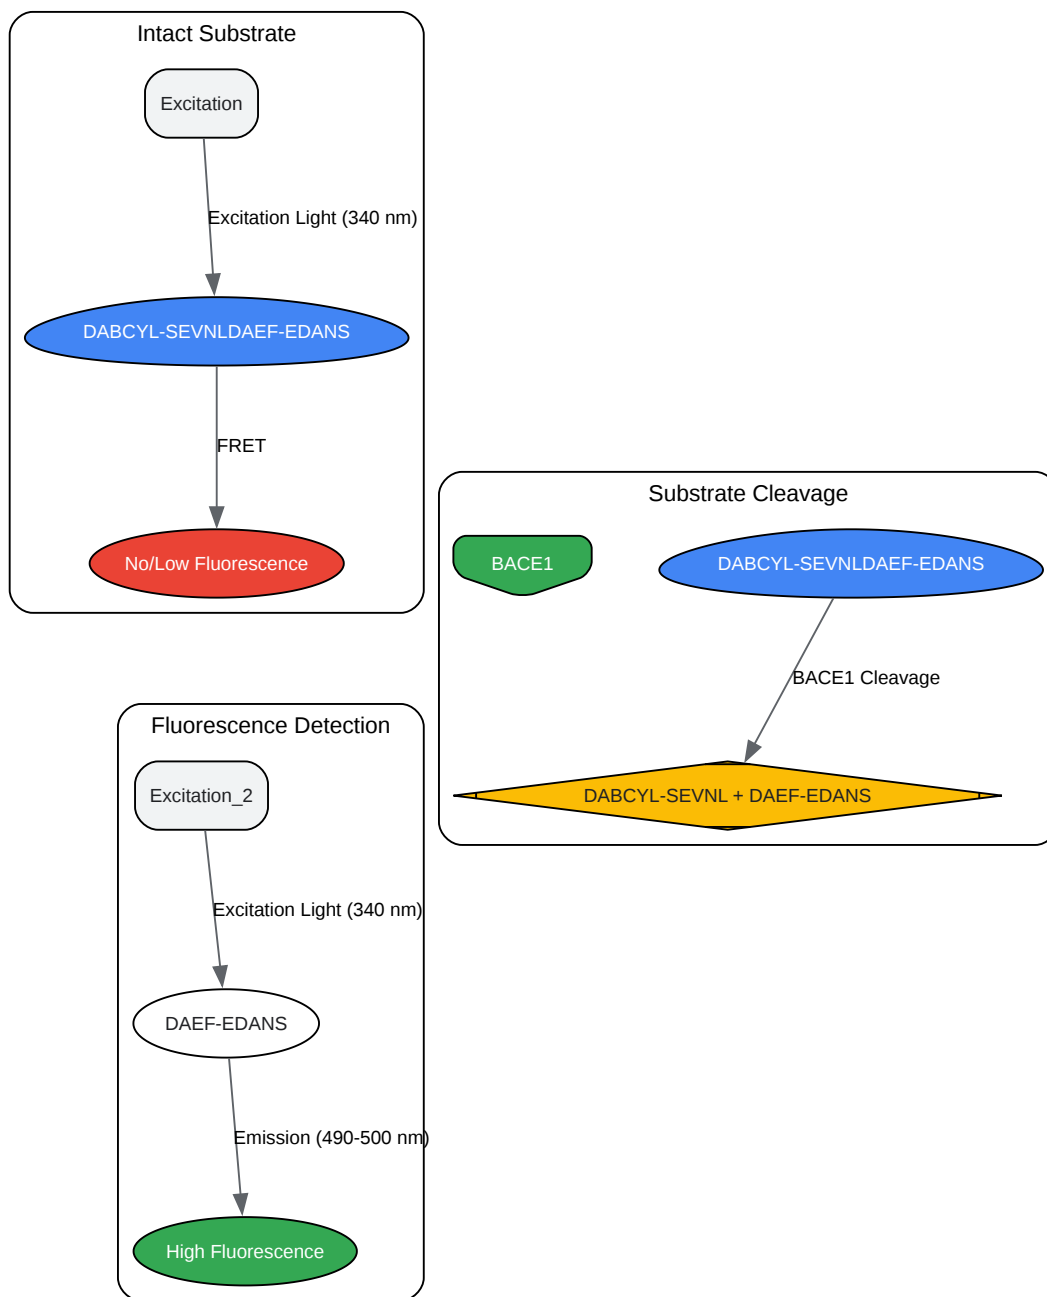 Intact Substrate
Excitation
Excitation Light (340 nm)
DABCYL-SEVNLDAEF-EDANS
FRET
No/Low Fluorescence
Substrate Cleavage
BACE1
DABCYL-SEVNLDAEF-EDANS
BACE1 Cleavage
DABCYL-SEVNL + DAEF-EDANS
Fluorescence Detection
Excitation_2
Excitation Light (340 nm)
DAEF-EDANS
Emission (490-500 nm)
High Fluorescence